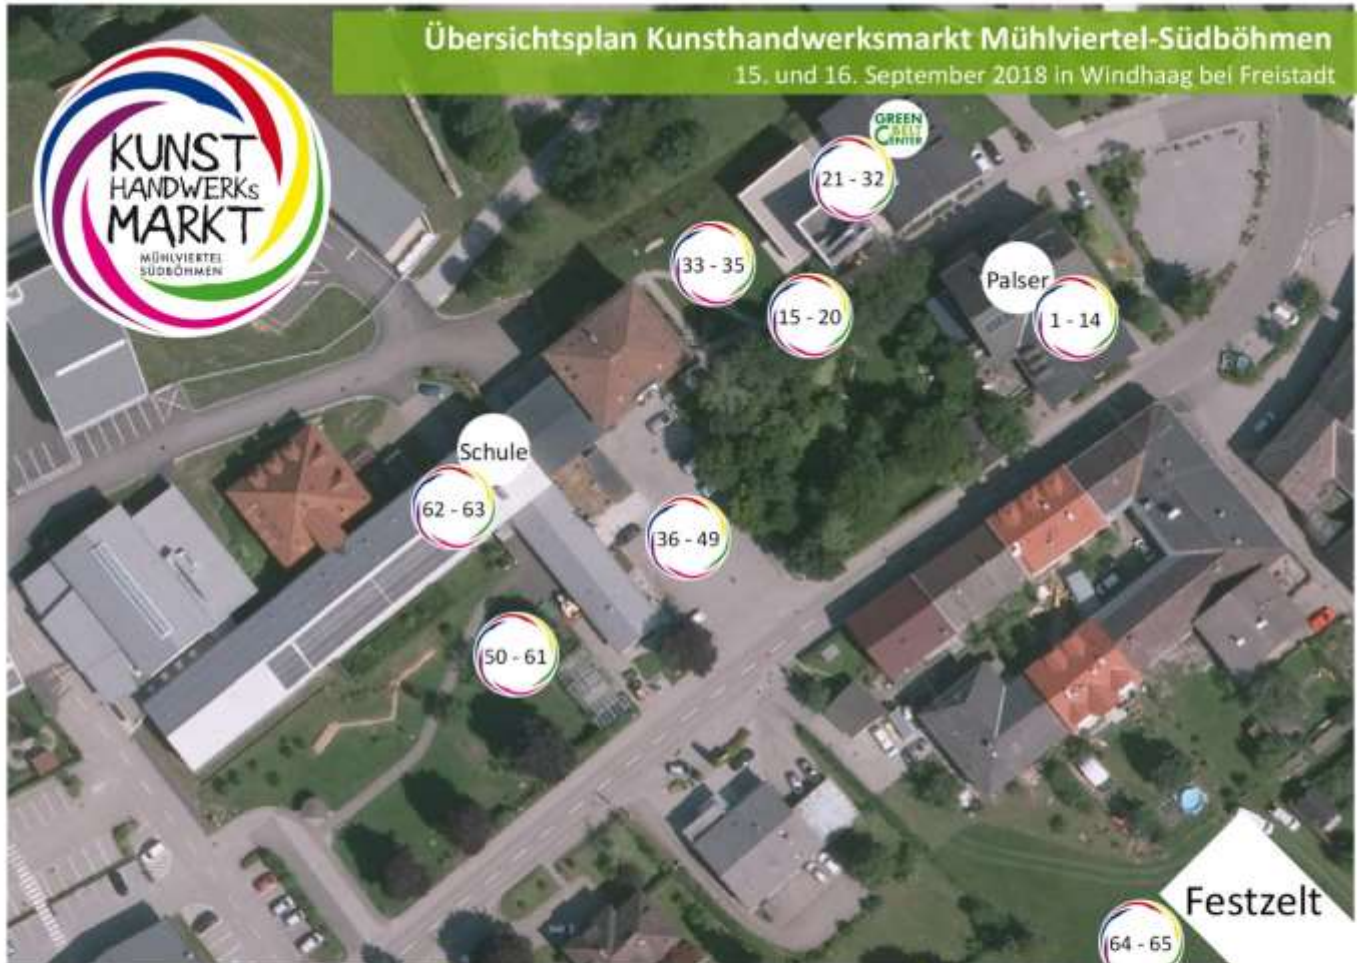 Übersichtsplan Kunsthandwerksmarkt Mühlviertel-Südböhmen
15. und 16. September 2018 in Windhaag bei Freistadt
KUNST
HANDWERKs
MARKT
MÜHLVIERTEL
SÜDBÖHMEN
GREEN
BELT
CENTER
21 - 32
33 - 35
15 - 20
Palser
1 - 14
Schule
62 - 63
36 - 49
50 - 61
Festzelt
64 - 65